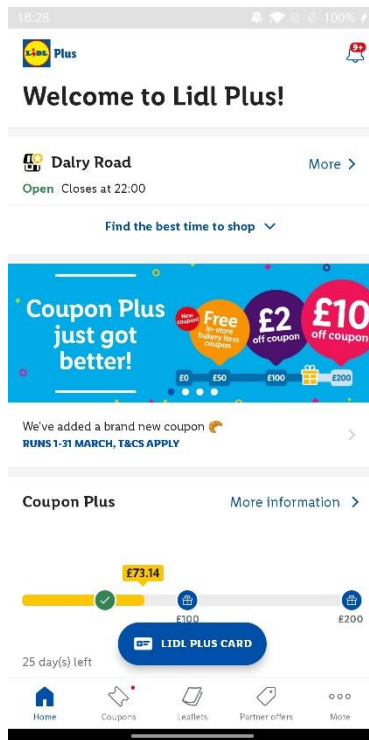 18:28
100%
LIDL Plus
9+
Welcome to Lidl Plus!
Dalry Road
More >
Open Closes at 22:00
Find the best time to shop
Coupon Plus
just got
better!
New
coupon!
Free
in-store
bakery item
coupon
£2
off coupon
£10
off coupon
£0
£50
£100
£200
We've added a brand new coupon 🥐
RUNS 1-31 MARCH, T&CS APPLY
Coupon Plus
More information >
£73.14
£100
£200
LIDL PLUS CARD
25 day(s) left
Home
Coupons
Leaflets
Partner offers
More